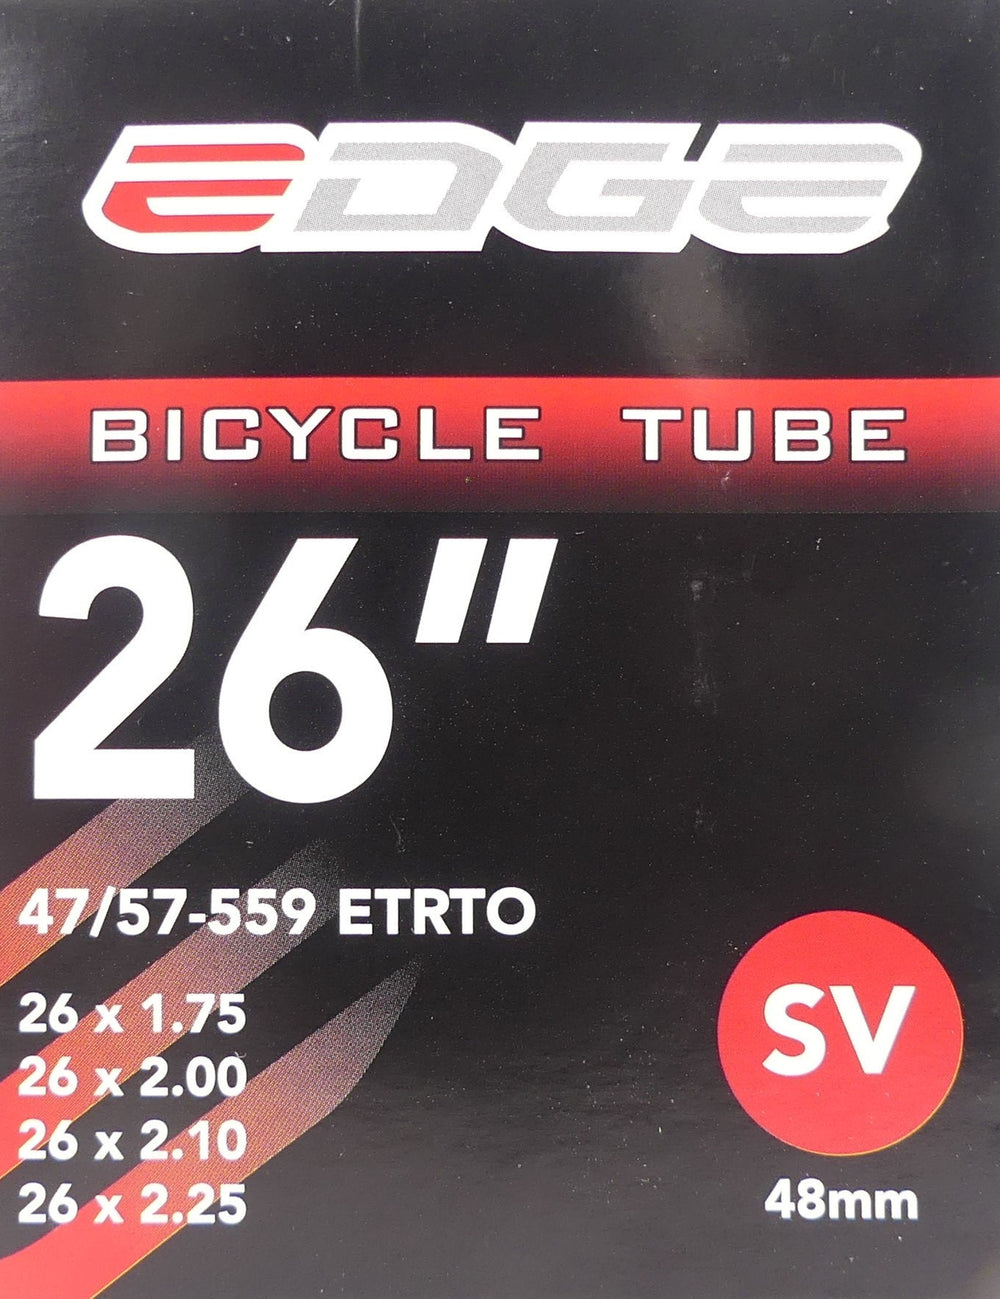 EDGE
BICYCLE TUBE
26"
47/57-559 ETRTO
26 x 1.75
26 x 2.00
26 x 2.10
26 x 2.25
SV
48mm